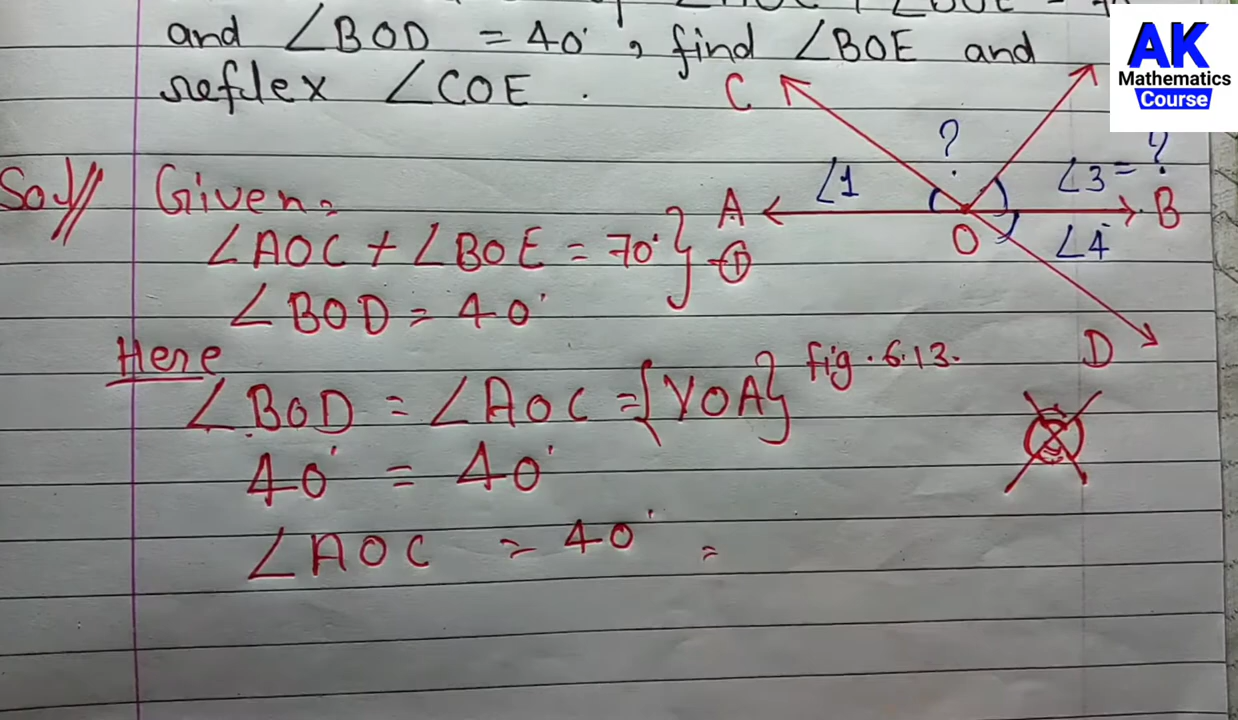 and ∠BOD = 40°, find ∠BOE and
reflex ∠COE.
AK
Mathematics
Course
C
?
∠1
∠3 = ?
A
B
O
∠4
D
fig. 6.13.
Given:
∠AOC + ∠BOE = 70° } ①
∠BOD = 40°
Here
∠BOD = ∠AOC = {VOA}
40° = 40°
∠AOC = 40° =